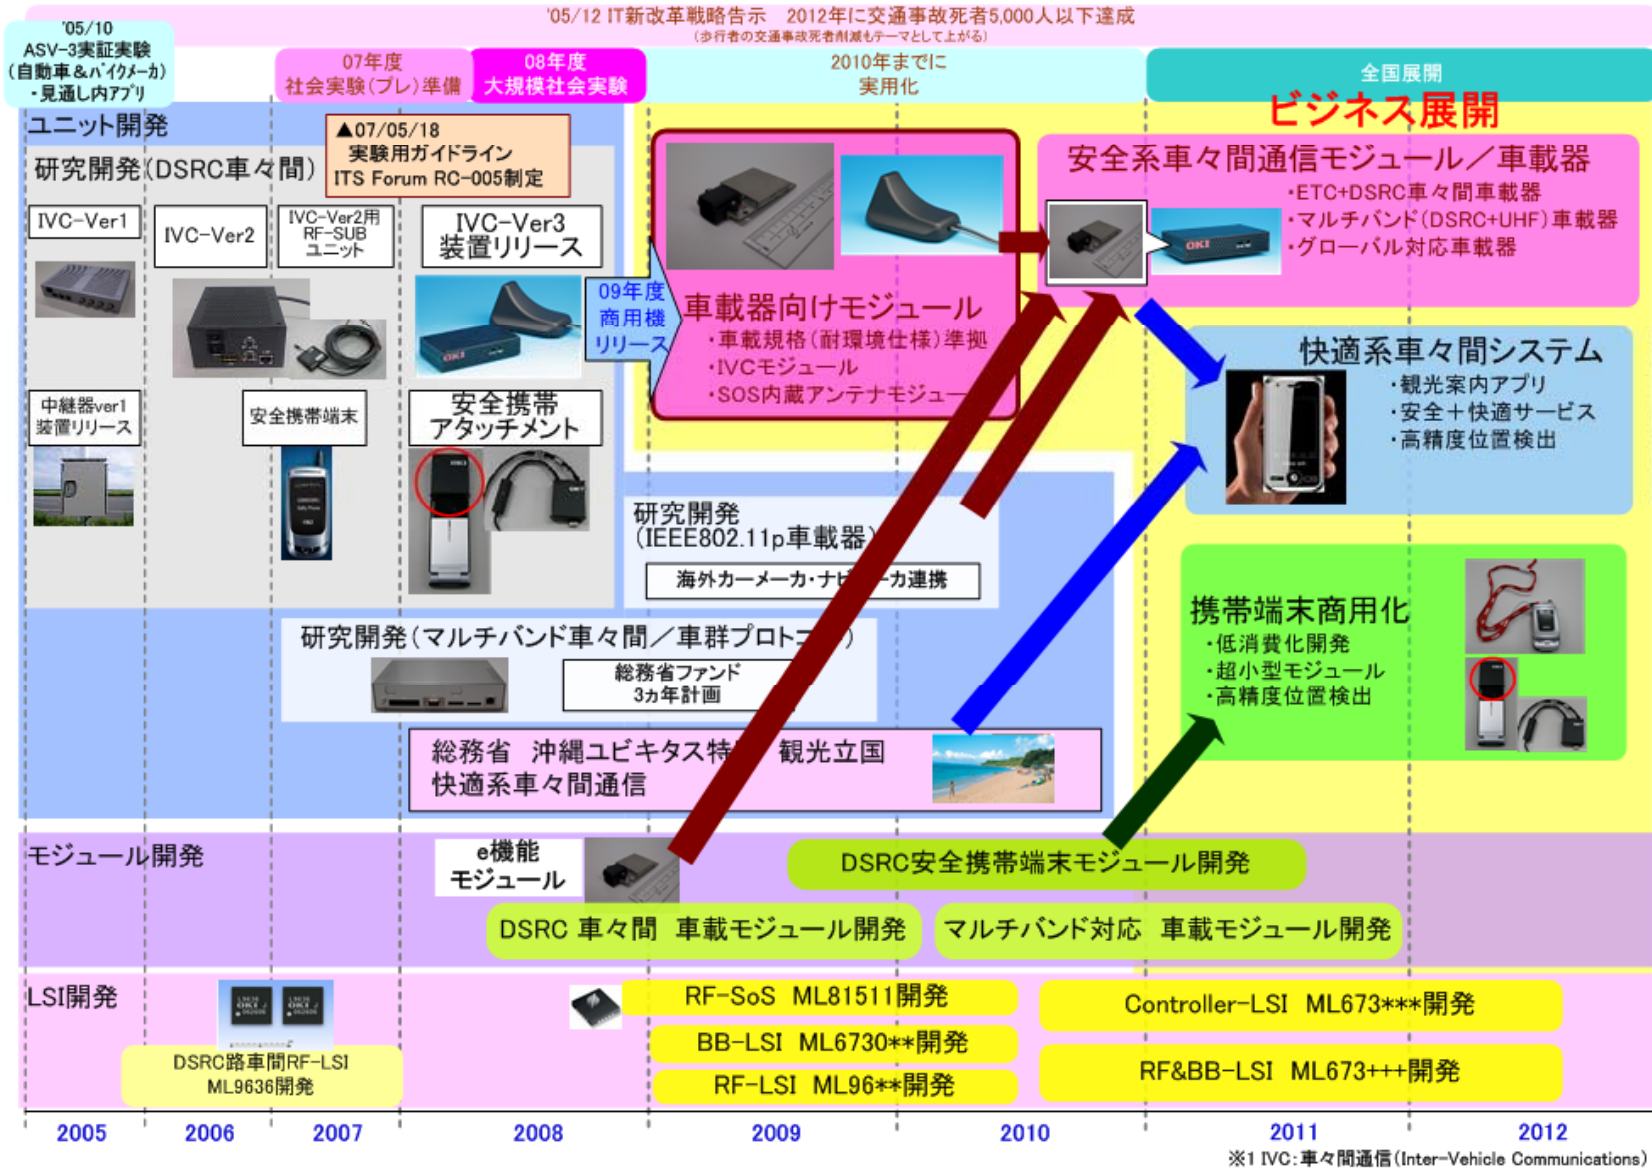 '05/12 IT新改革戦略告示　2012年に交通事故死者5,000人以下達成
(歩行者の交通事故死者削減もテーマとして上がる)
'05/10
ASV-3実証実験
(自動車＆バイクメーカ)
・見通し内アプリ
07年度
社会実験(プレ)準備
08年度
大規模社会実験
2010年までに
実用化
全国展開
ビジネス展開
ユニット開発
▲07/05/18
実験用ガイドライン
ITS Forum RC-005制定
研究開発(DSRC車々間)
IVC-Ver1
IVC-Ver2
IVC-Ver2用
RF-SUB
ユニット
IVC-Ver3
装置リリース
OKI
09年度
商用機
リリース
中継器ver1
装置リリース
安全携帯端末
安全携帯
アタッチメント
車載器向けモジュール
・車載規格(耐環境仕様)準拠
・IVCモジュール
・SOS内蔵アンテナモジュー
安全系車々間通信モジュール／車載器
・ETC+DSRC車々間車載器
・マルチバンド(DSRC+UHF)車載器
・グローバル対応車載器
OKI
快適系車々間システム
・観光案内アプリ
・安全＋快適サービス
・高精度位置検出
研究開発
(IEEE802.11p車載器)
海外カーメーカ・ナビ ーカ連携
携帯端末商用化
・低消費化開発
・超小型モジュール
・高精度位置検出
研究開発(マルチバンド車々間／車群プロトコ )
総務省ファンド
3ヵ年計画
総務省　沖縄ユビキタス特 　観光立国
快適系車々間通信
モジュール開発
e機能
モジュール
DSRC安全携帯端末モジュール開発
DSRC 車々間　車載モジュール開発
マルチバンド対応　車載モジュール開発
LSI開発
OKI
OKI
DSRC路車間RF-LSI
ML9636開発
RF-SoS　ML81511開発
BB-LSI　ML6730**開発
RF-LSI　ML96**開発
Controller-LSI　ML673***開発
RF&BB-LSI　ML673+++開発
2005
2006
2007
2008
2009
2010
2011
2012
※1 IVC：車々間通信(Inter-Vehicle Communications)